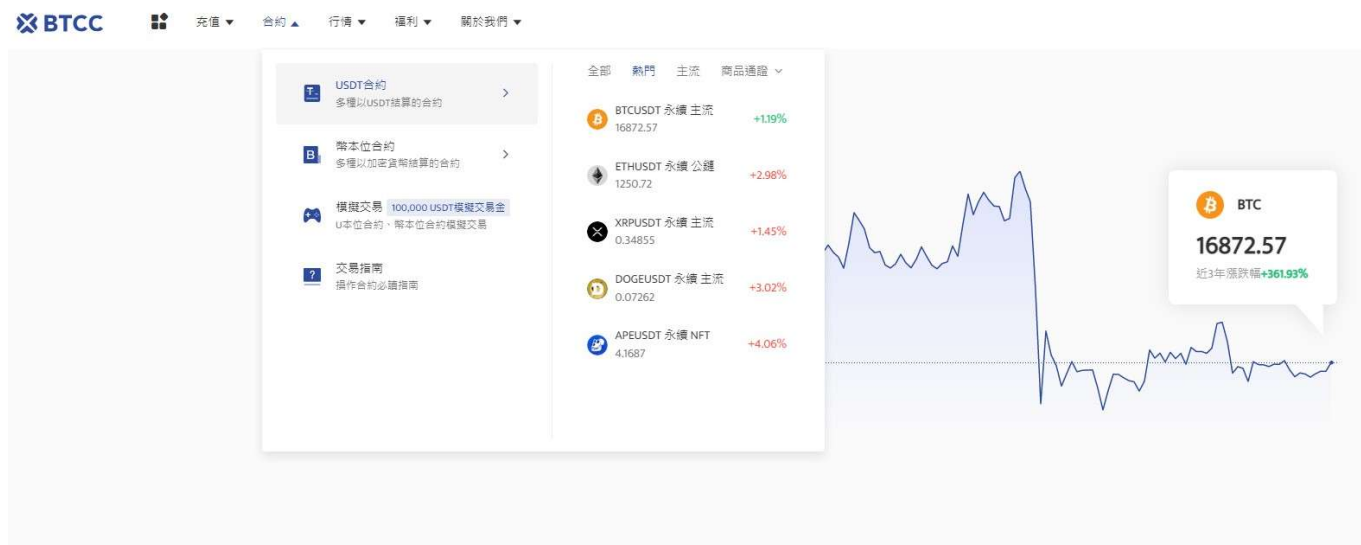 BTCC
充值 ▼
合約 ▲
行情 ▼
福利 ▼
關於我們 ▼
USDT合約
多種以USDT結算的合約
幣本位合約
多種以加密貨幣結算的合約
模擬交易 100,000 USDT模擬交易金
U本位合約、幣本位合約模擬交易
交易指南
操作合約必讀指南
全部 熱門 主流 商品通證
BTCUSDT 永續 主流
16872.57
+1.19%
ETHUSDT 永續 公鏈
1250.72
+2.98%
XRPUSDT 永續 主流
0.34855
+1.45%
DOGEUSDT 永續 主流
0.07262
+3.02%
APEUSDT 永續 NFT
4.1687
+4.06%
BTC
16872.57
近3年漲跌幅+361.93%